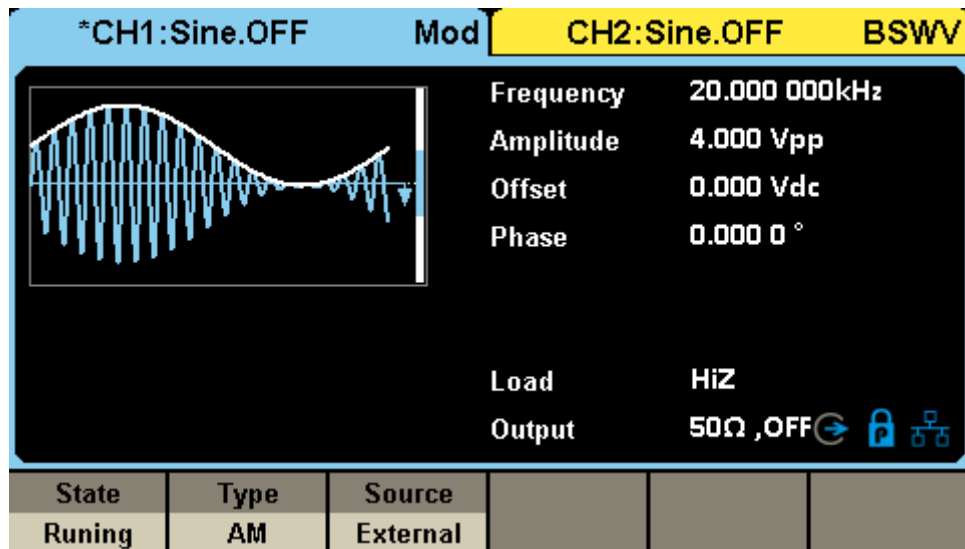 *CH1:Sine.OFF Mod CH2:Sine.OFF BSWV
Frequency 20.000 000kHz
Amplitude 4.000 Vpp
Offset 0.000 Vdc
Phase 0.000 0 °
Load HiZ
Output 50Ω ,OFF P
State Type Source
Runing AM External